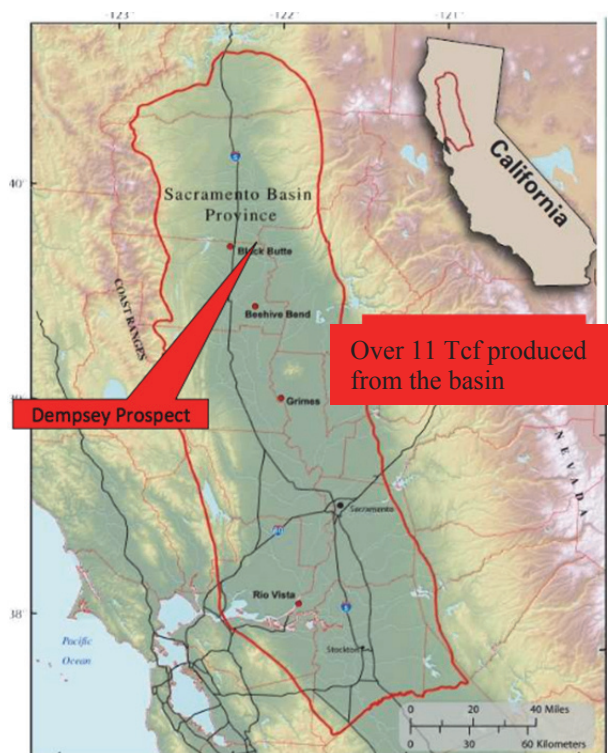 -123
-122
-121
40
Sacramento Basin
Province
California
5
Black Butte
COAST RANGES
Beehive Bend
Over 11 Tcf produced
from the basin
Grimes
Dempsey Prospect
NEVADA
Sacramento
38
Rio Vista
5
Pacific
Ocean
Stockton
0 20 40 Miles
0 30 60 Kilometers